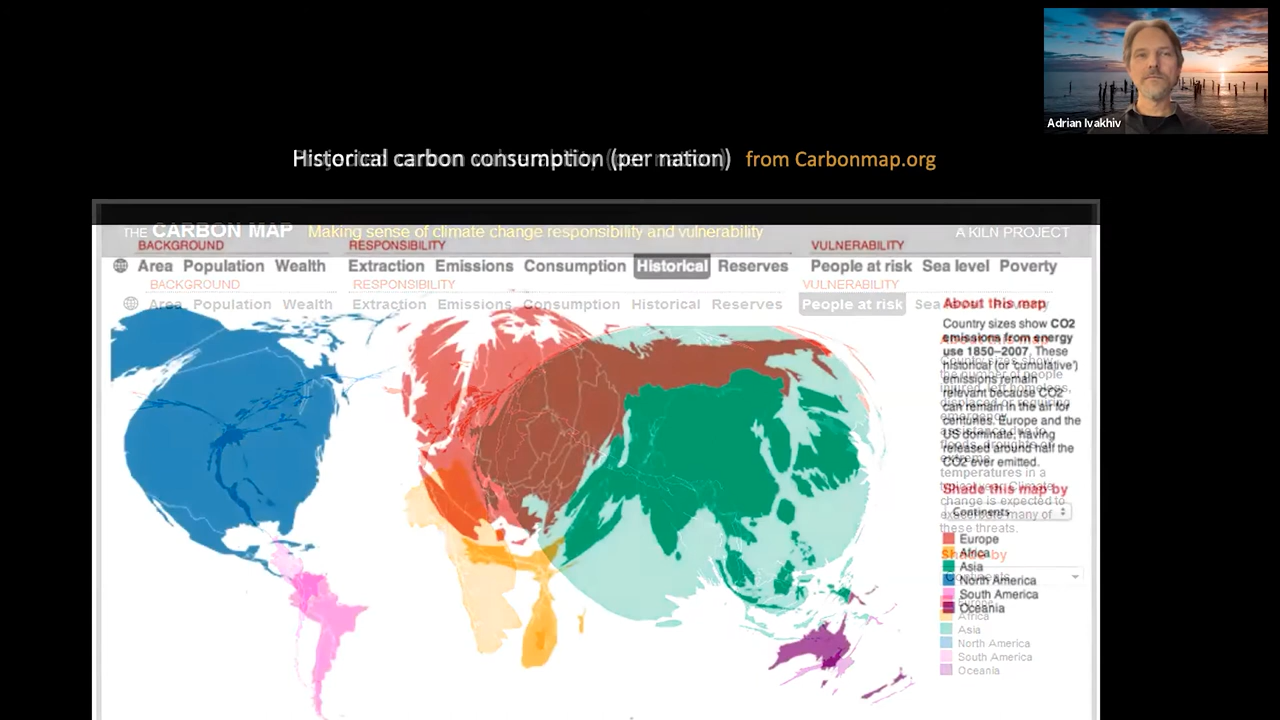 Adrian Ivakhiv
Historical carbon consumption (per nation) from Carbonmap.org
THE CARBON MAP Making sense of climate change responsibility and vulnerability A KILN PROJECT
BACKGROUND RESPONSIBILITY VULNERABILITY
Area Population Wealth Extraction Emissions Consumption Historical Reserves People at risk Sea level Poverty
BACKGROUND RESPONSIBILITY VULNERABILITY
Area Population Wealth Extraction Emissions Consumption Historical Reserves People at risk
About this map
Country sizes show CO2
emissions from energy
use 1850–2007. These
historical (or 'cumulative')
emissions remain
relevant because CO2
can remain in the air for
centuries. Europe and the
US dominate, having
released around half the
CO2 ever emitted.
temperatures in a
change is expected to
these threats.
Shade this map by
Continents
Europe
Africa
Asia
North America
South America
Oceania
Africa
Asia
North America
South America
Oceania